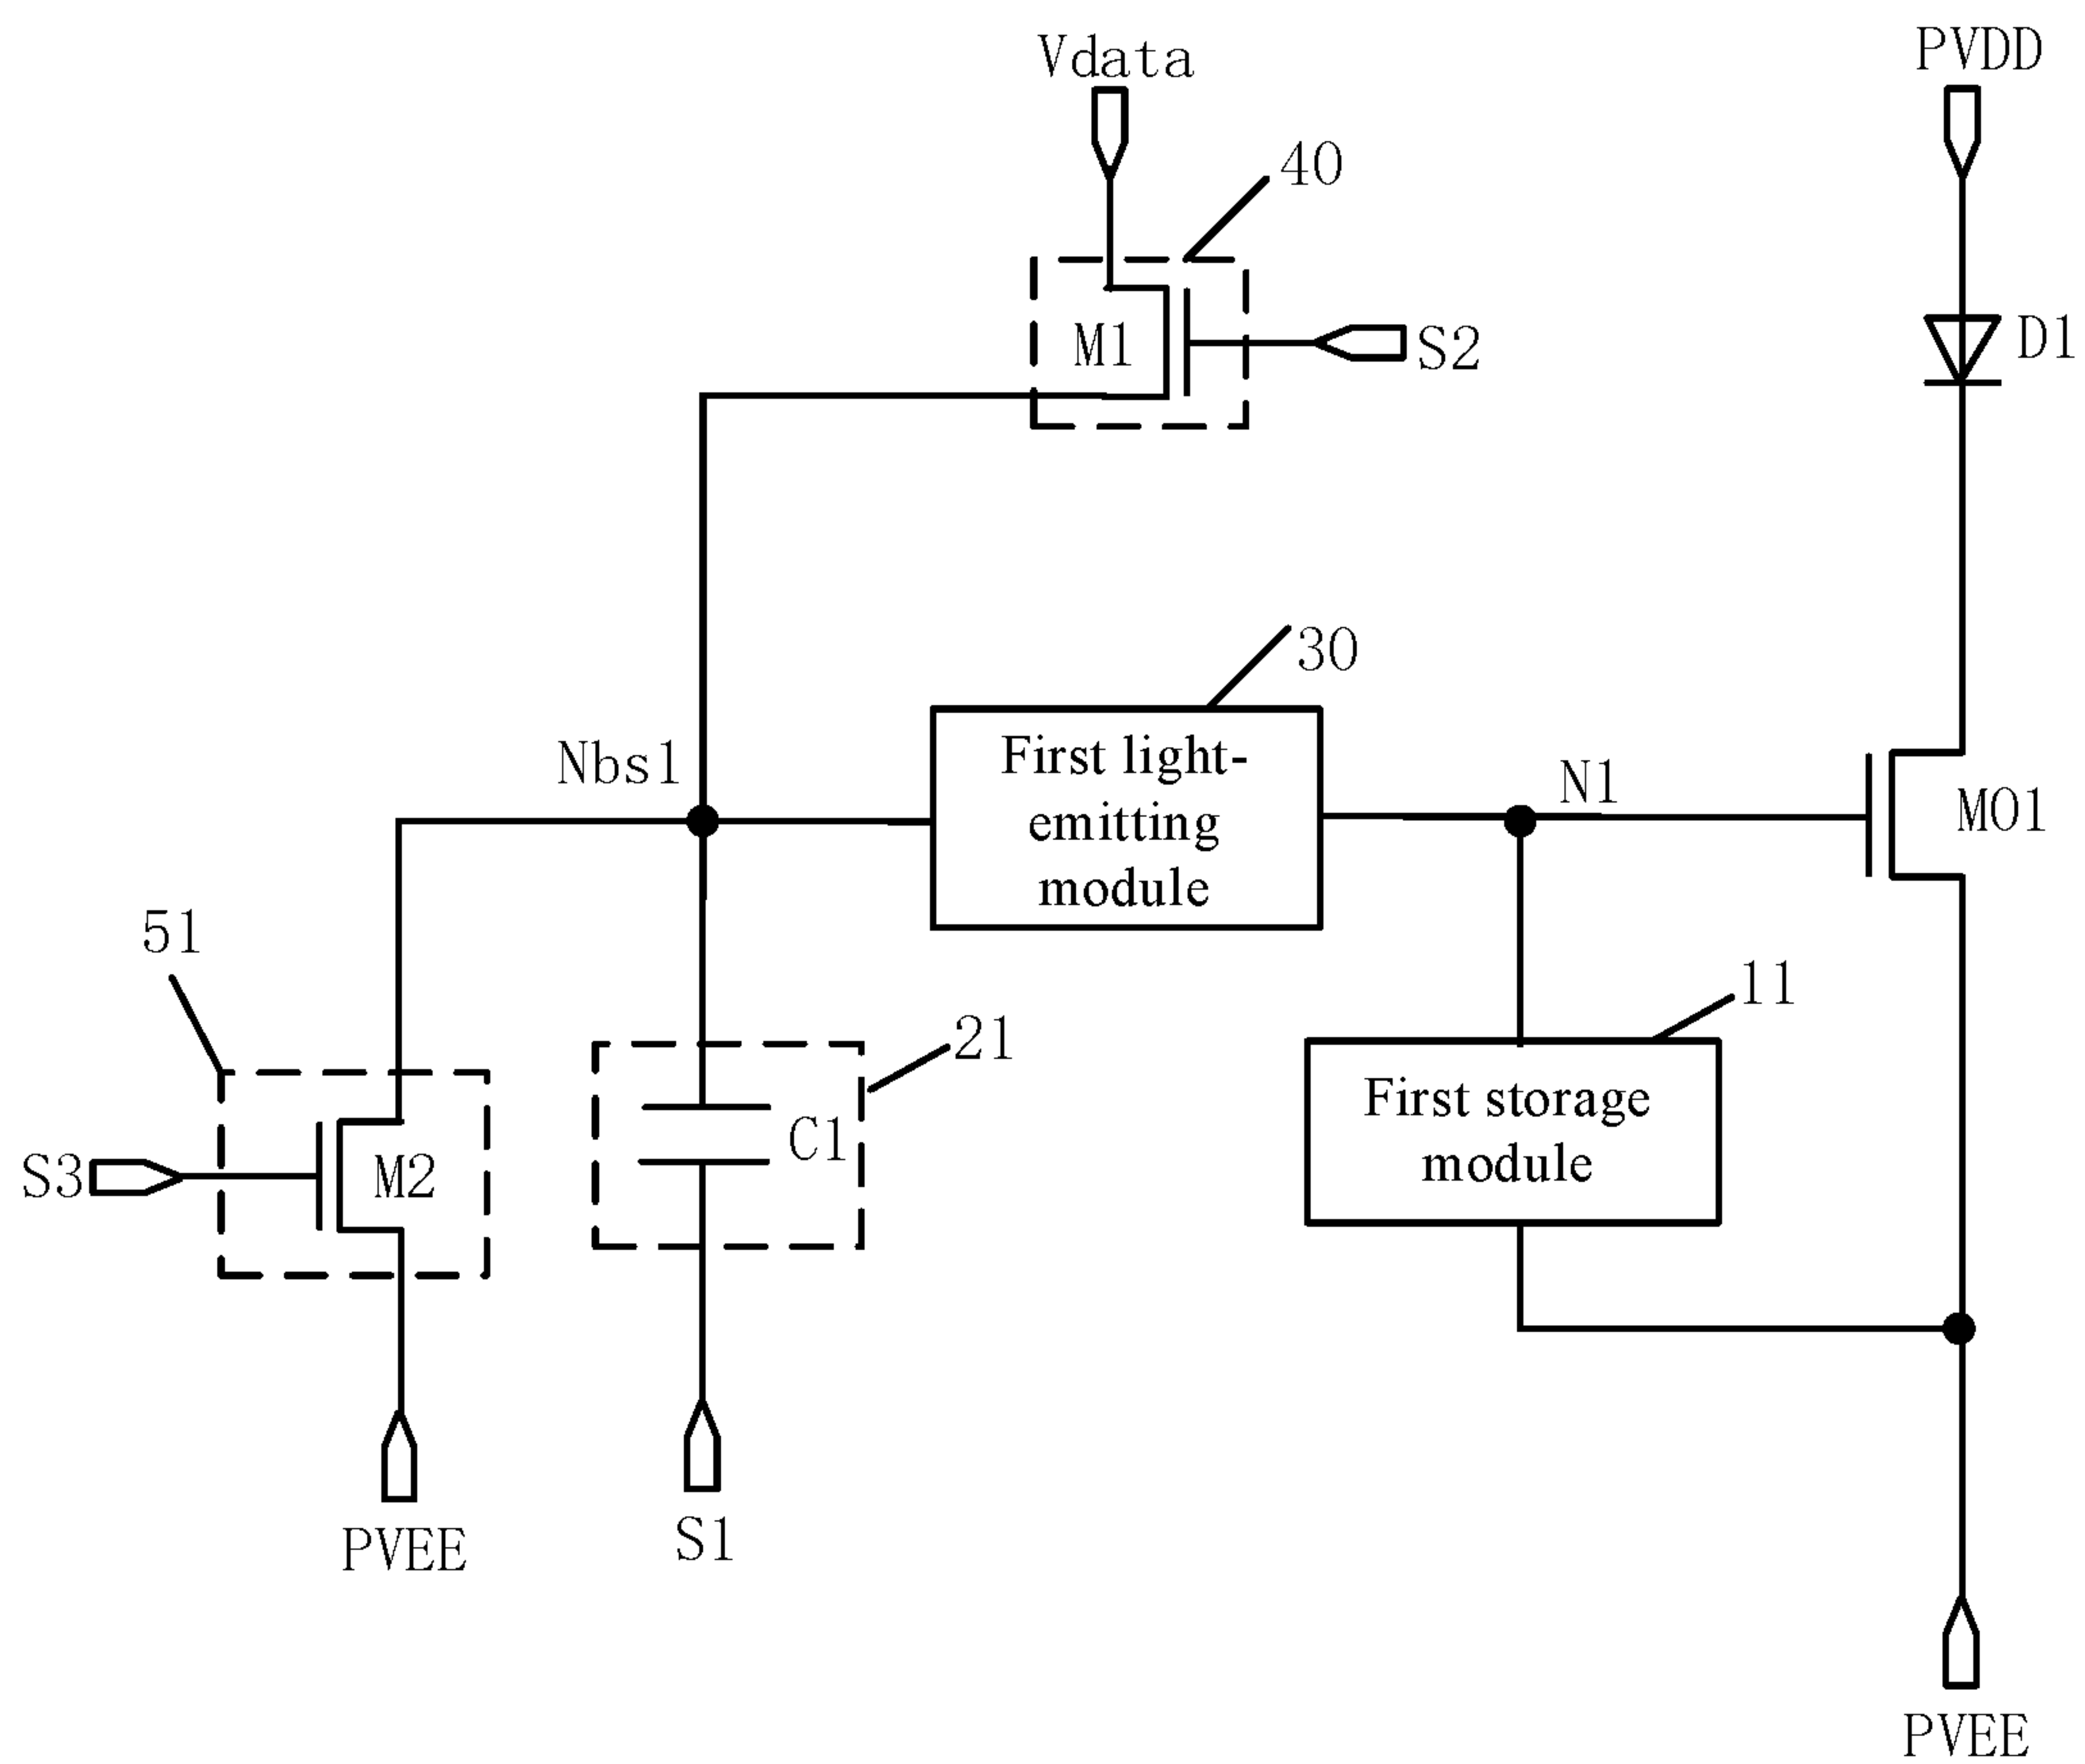 Vdata
PVDD
40
M1
S2
D1
30
Nbs1
First light-
emitting
module
N1
M01
51
21
11
S3
M2
C1
First storage
module
PVEE
S1
PVEE